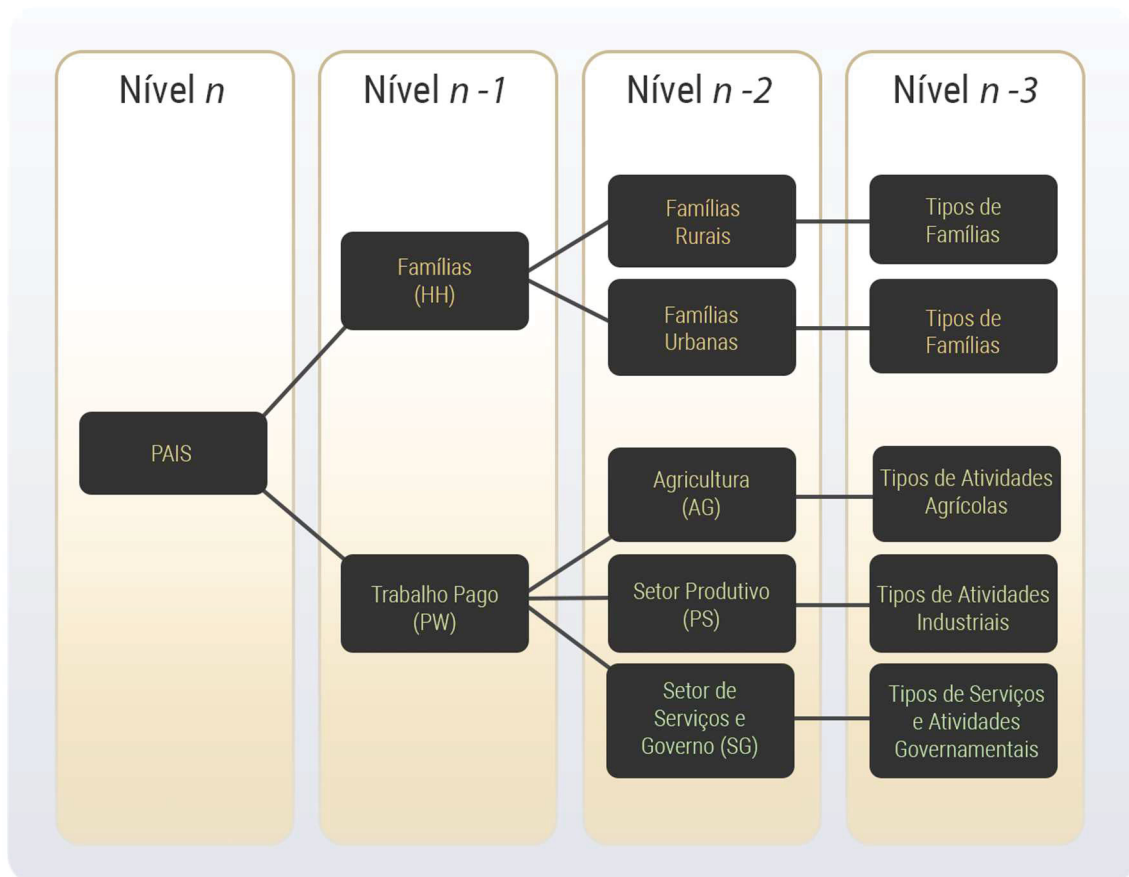 Nível n
Nível n -1
Nível n -2
Nível n -3
PAIS
Famílias
(HH)
Trabalho Pago
(PW)
Famílias
Rurais
Famílias
Urbanas
Agricultura
(AG)
Setor Produtivo
(PS)
Setor de
Serviços e
Governo (SG)
Tipos de
Famílias
Tipos de
Famílias
Tipos de Atividades
Agrícolas
Tipos de Atividades
Industriais
Tipos de Serviços
e Atividades
Governamentais